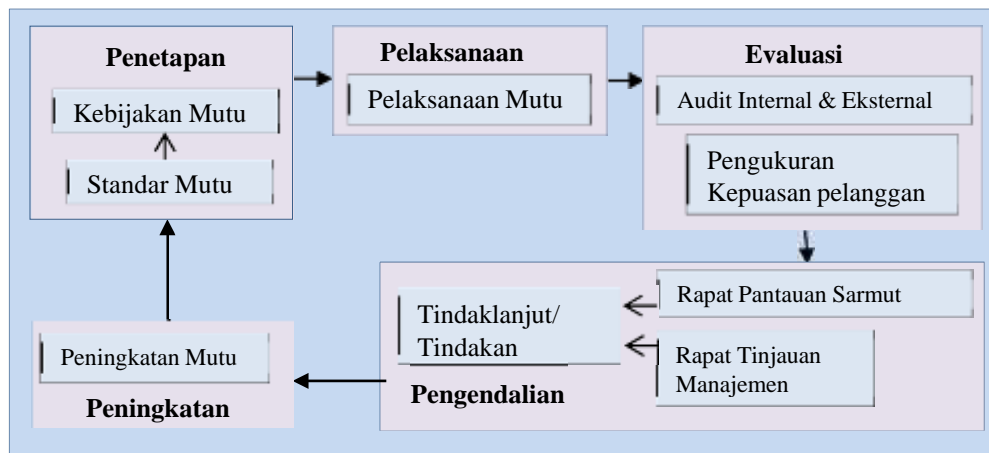 Penetapan
Kebijakan Mutu
Standar Mutu
Pelaksanaan
Pelaksanaan Mutu
Evaluasi
Audit Internal & Eksternal
Pengukuran
Kepuasan pelanggan
Rapat Pantauan Sarmut
Rapat Tinjauan
Manajemen
Tindaklanjut/
Tindakan
Pengendalian
Peningkatan Mutu
Peningkatan